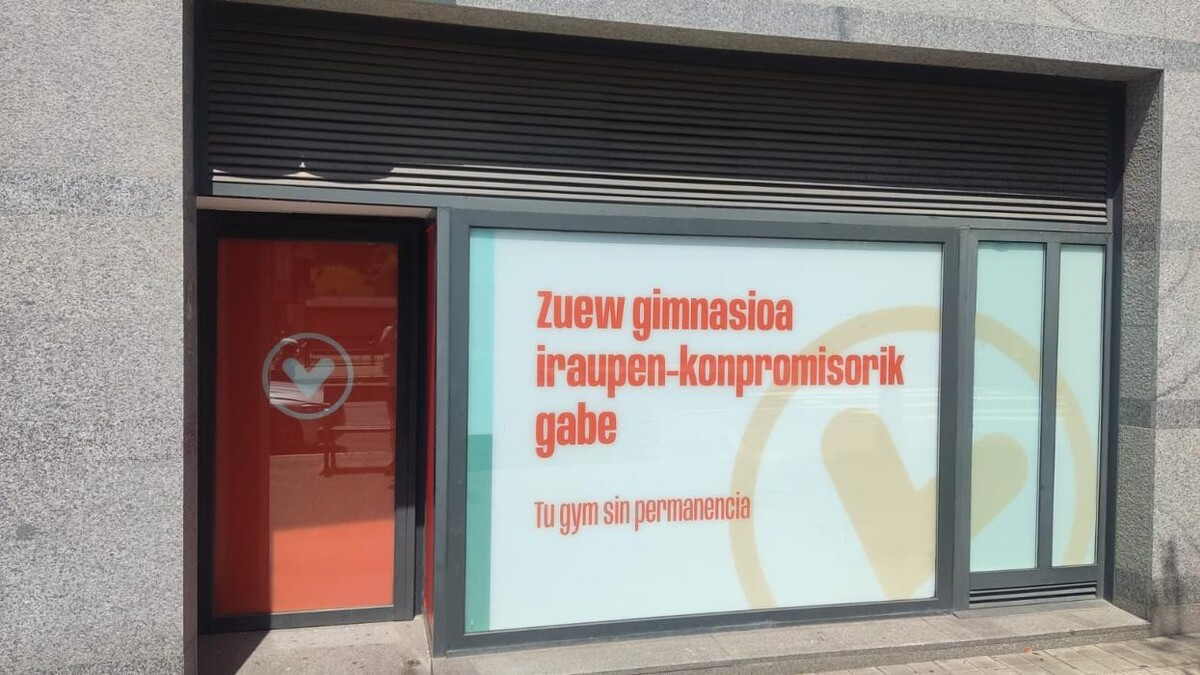 Zuew gimnasioa
iraupen-konpromisorik
gabe
Tu gym sin permanencia